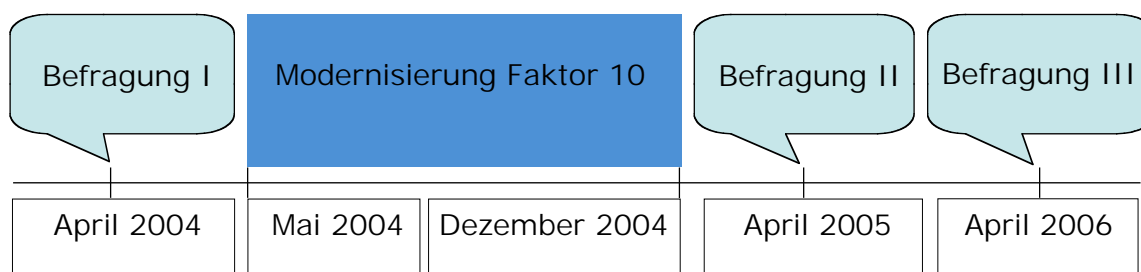 Befragung I
Modernisierung Faktor 10
Befragung II
Befragung III
April 2004
Mai 2004
Dezember 2004
April 2005
April 2006